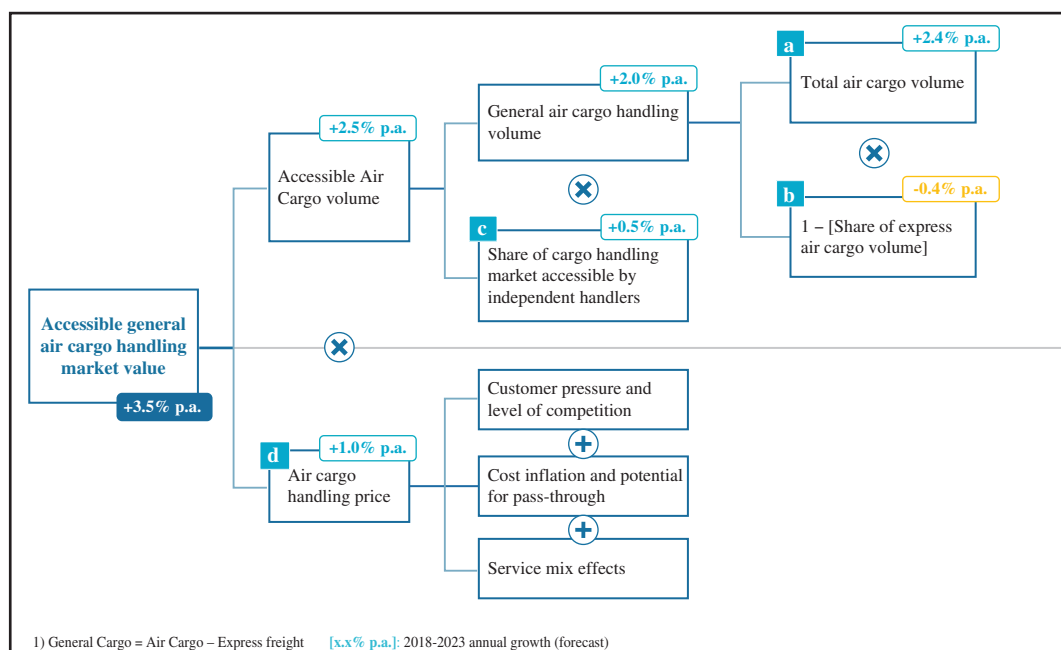 a
+2.4% p.a.
Total air cargo volume
+2.0% p.a.
General air cargo handling
volume
+2.5% p.a.
Accessible Air
Cargo volume
b
-0.4% p.a.
1 – [Share of express
air cargo volume]
c
+0.5% p.a.
Share of cargo handling
market accessible by
independent handlers
Accessible general
air cargo handling
market value
+3.5% p.a.
Customer pressure and
level of competition
d
+1.0% p.a.
Air cargo
handling price
Cost inflation and potential
for pass-through
Service mix effects
1) General Cargo = Air Cargo – Express freight [x.x% p.a.]: 2018-2023 annual growth (forecast)